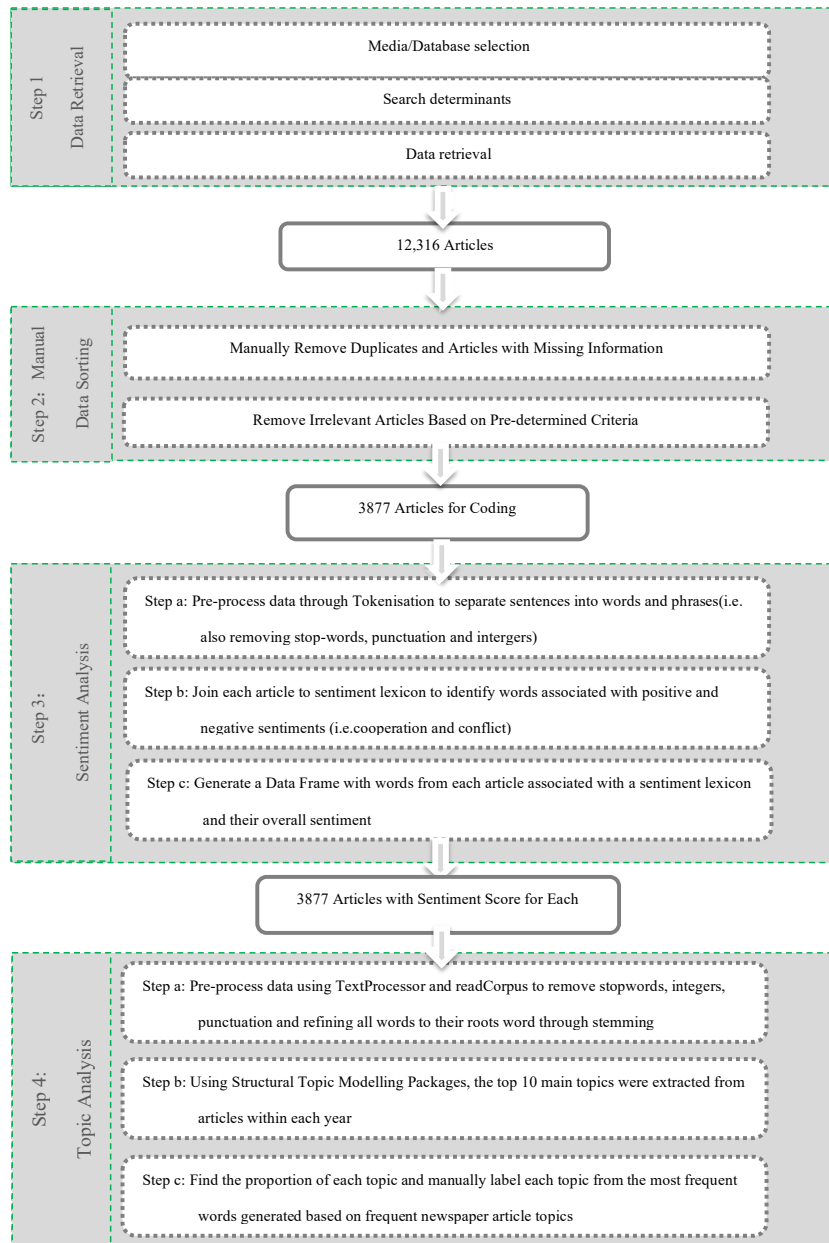 Step 1
Data Retrieval
Media/Database selection
Search determinants
Data retrieval
12,316 Articles
Step 2: Manual
Data Sorting
Manually Remove Duplicates and Articles with Missing Information
Remove Irrelevant Articles Based on Pre-determined Criteria
3877 Articles for Coding
Step 3:
Sentiment Analysis
Step a: Pre-process data through Tokenisation to separate sentences into words and phrases(i.e.
also removing stop-words, punctuation and intergers)
Step b: Join each article to sentiment lexicon to identify words associated with positive and
negative sentiments (i.e.cooperation and conflict)
Step c: Generate a Data Frame with words from each article associated with a sentiment lexicon
and their overall sentiment
3877 Articles with Sentiment Score for Each
Step 4:
Topic Analysis
Step a: Pre-process data using TextProcessor and readCorpus to remove stopwords, integers,
punctuation and refining all words to their roots word through stemming
Step b: Using Structural Topic Modelling Packages, the top 10 main topics were extracted from
articles within each year
Step c: Find the proportion of each topic and manually label each topic from the most frequent
words generated based on frequent newspaper article topics